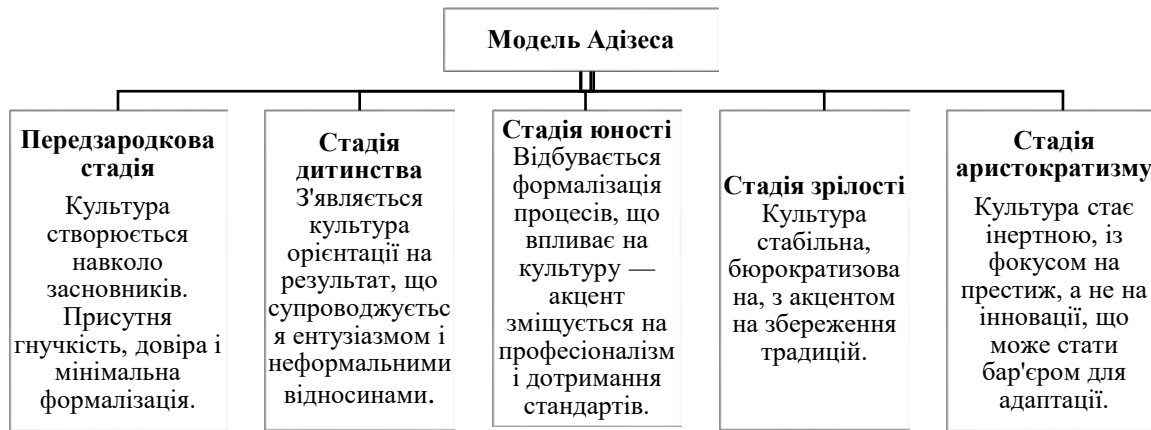 Модель Адізеса
Передзародкова
стадія
Культура
створюється
навколо
засновників.
Присутня
гнучкість, довіра і
мінімальна
формалізація.
Стадія
дитинства
З'являється
культура
орієнтації на
результат, що
супроводжуєтьс
я ентузіазмом і
неформальними
відносинами.
Стадія юності
Відбувається
формалізація
процесів, що
впливає на
культуру —
акцент
зміщується на
професіоналізм
і дотримання
стандартів.
Стадія зрілості
Культура
стабільна,
бюрократизова
на, з акцентом
на збереження
традицій.
Стадія
аристократизму
Культура стає
інертною, із
фокусом на
престиж, а не на
інновації, що
може стати
бар'єром для
адаптації.